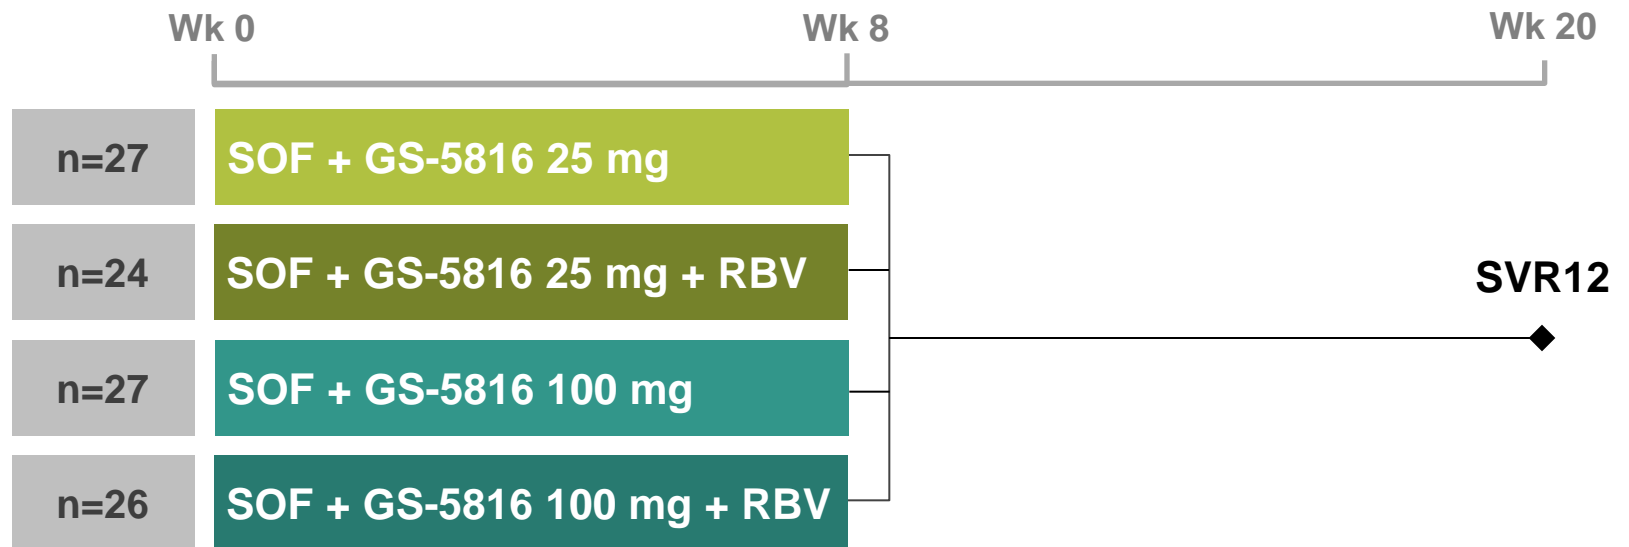 Wk 0
Wk 8
Wk 20
n=27
SOF + GS-5816 25 mg
n=24
SOF + GS-5816 25 mg + RBV
SVR12
n=27
SOF + GS-5816 100 mg
n=26
SOF + GS-5816 100 mg + RBV